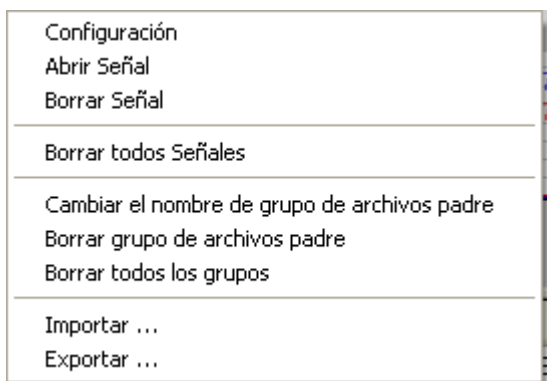 Configuración
Abrir Señal
Borrar Señal
Borrar todos Señales
Cambiar el nombre de grupo de archivos padre
Borrar grupo de archivos padre
Borrar todos los grupos
Importar ...
Exportar ...